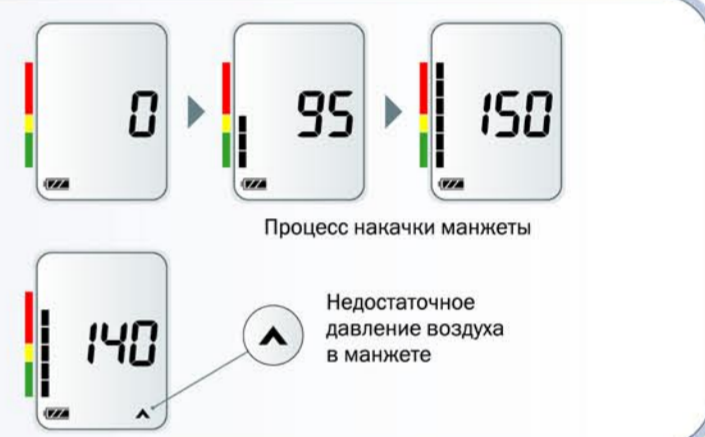 0 95 150
Процесс накачки манжеты
140
Недостаточное
давление воздуха
в манжете